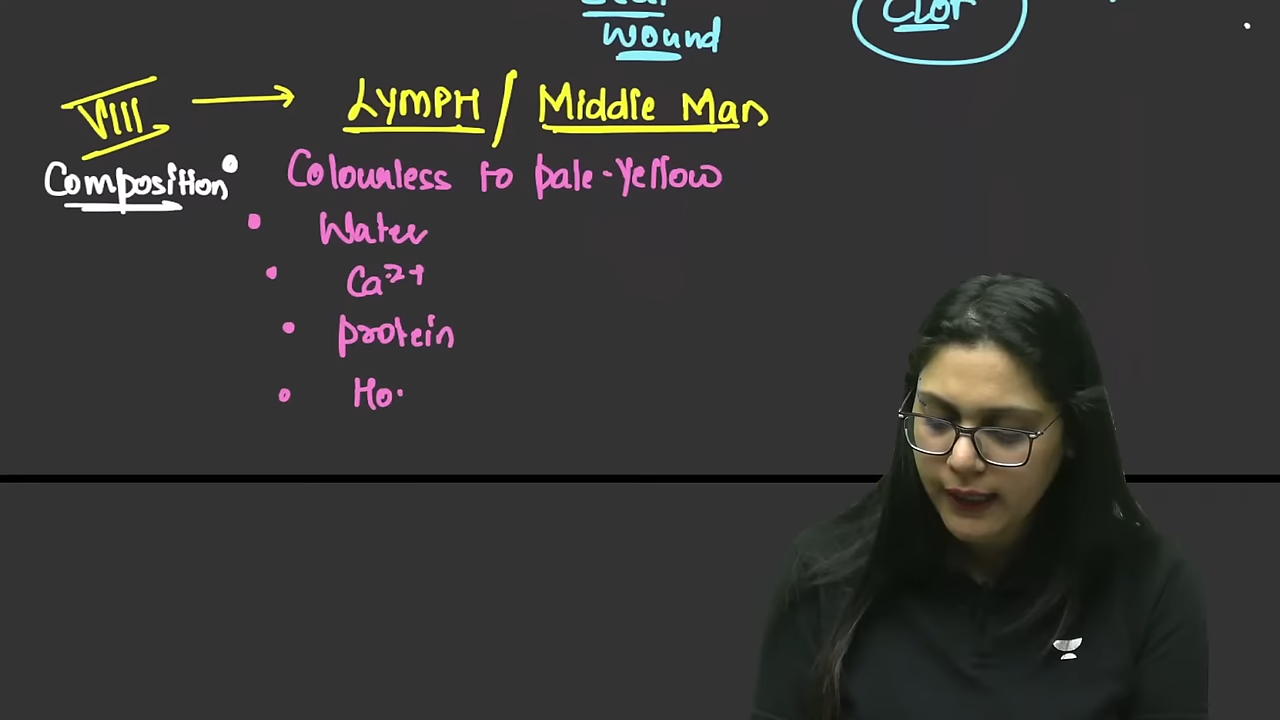 wound
Clot
VIII → LYMPH / Middle Man
Composition: Colourless to pale-yellow
• Water
• Ca²⁺
• protein
• Ho.